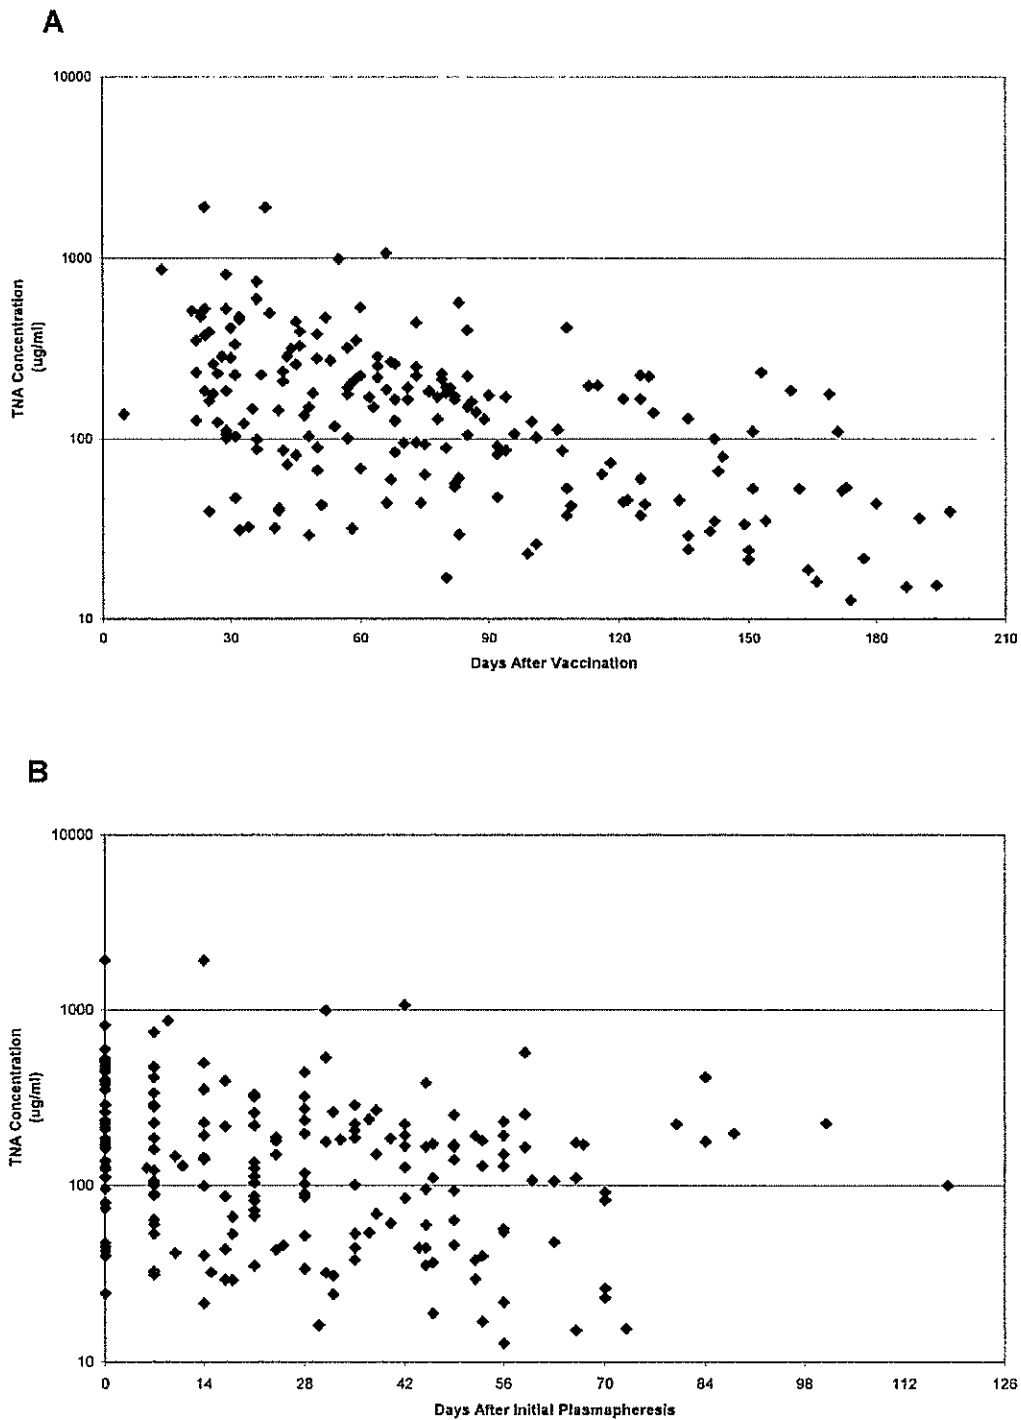 A
10000
1000
100
10
TNA Concentration
(ug/ml)
0 30 60 90 120 150 180 210
Days After Vaccination
B
10000
1000
100
10
TNA Concentration
(ug/ml)
0 14 28 42 56 70 84 98 112 126
Days After Initial Plasmapheresis